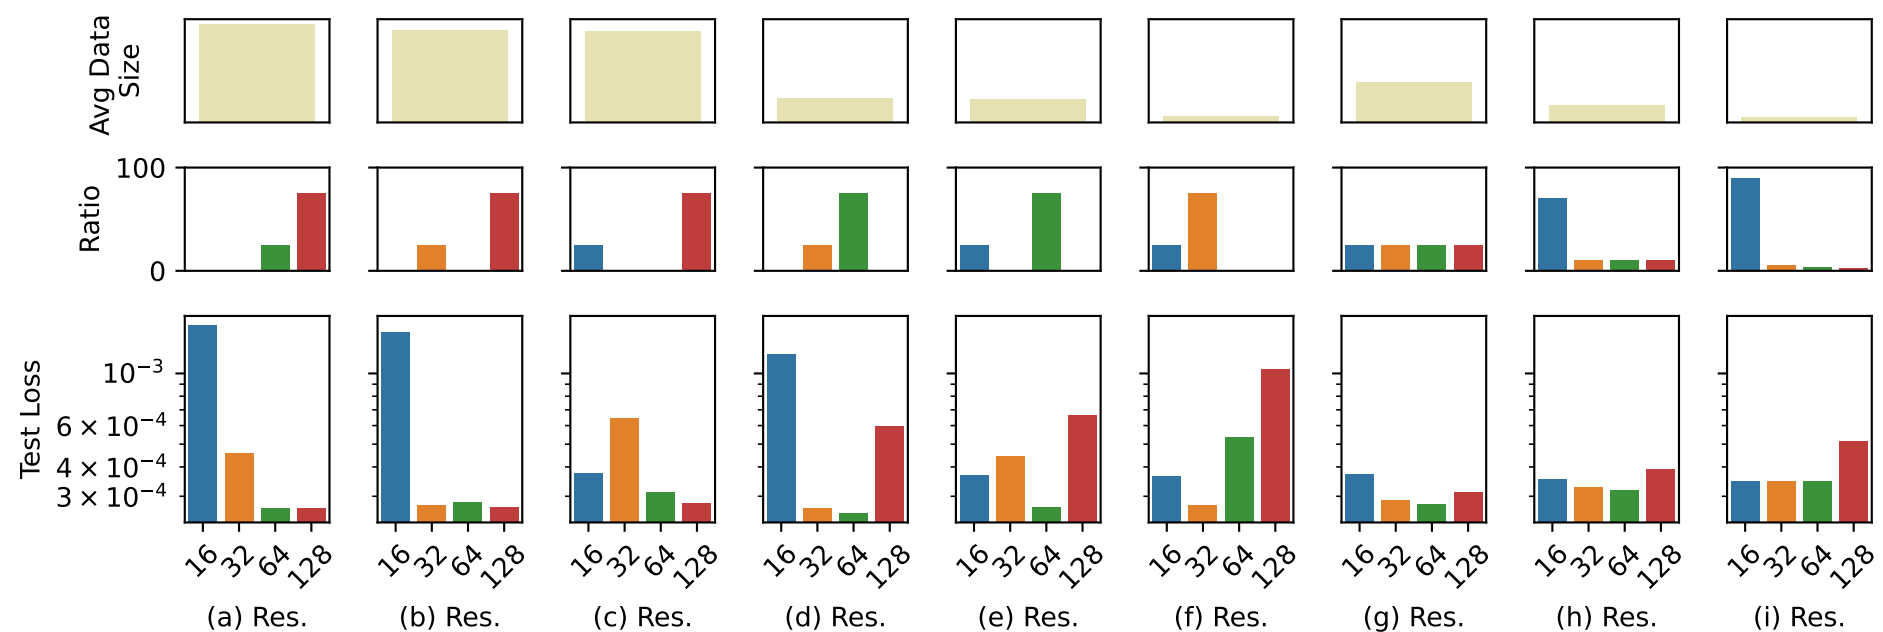 Avg Data
Size
100
Ratio
0
10⁻³
6 × 10⁻⁴
4 × 10⁻⁴
3 × 10⁻⁴
Test Loss
16 32 64 128 16 32 64 128 16 32 64 128 16 32 64 128 16 32 64 128 16 32 64 128 16 32 64 128 16 32 64 128 16 32 64 128
(a) Res. (b) Res. (c) Res. (d) Res. (e) Res. (f) Res. (g) Res. (h) Res. (i) Res.